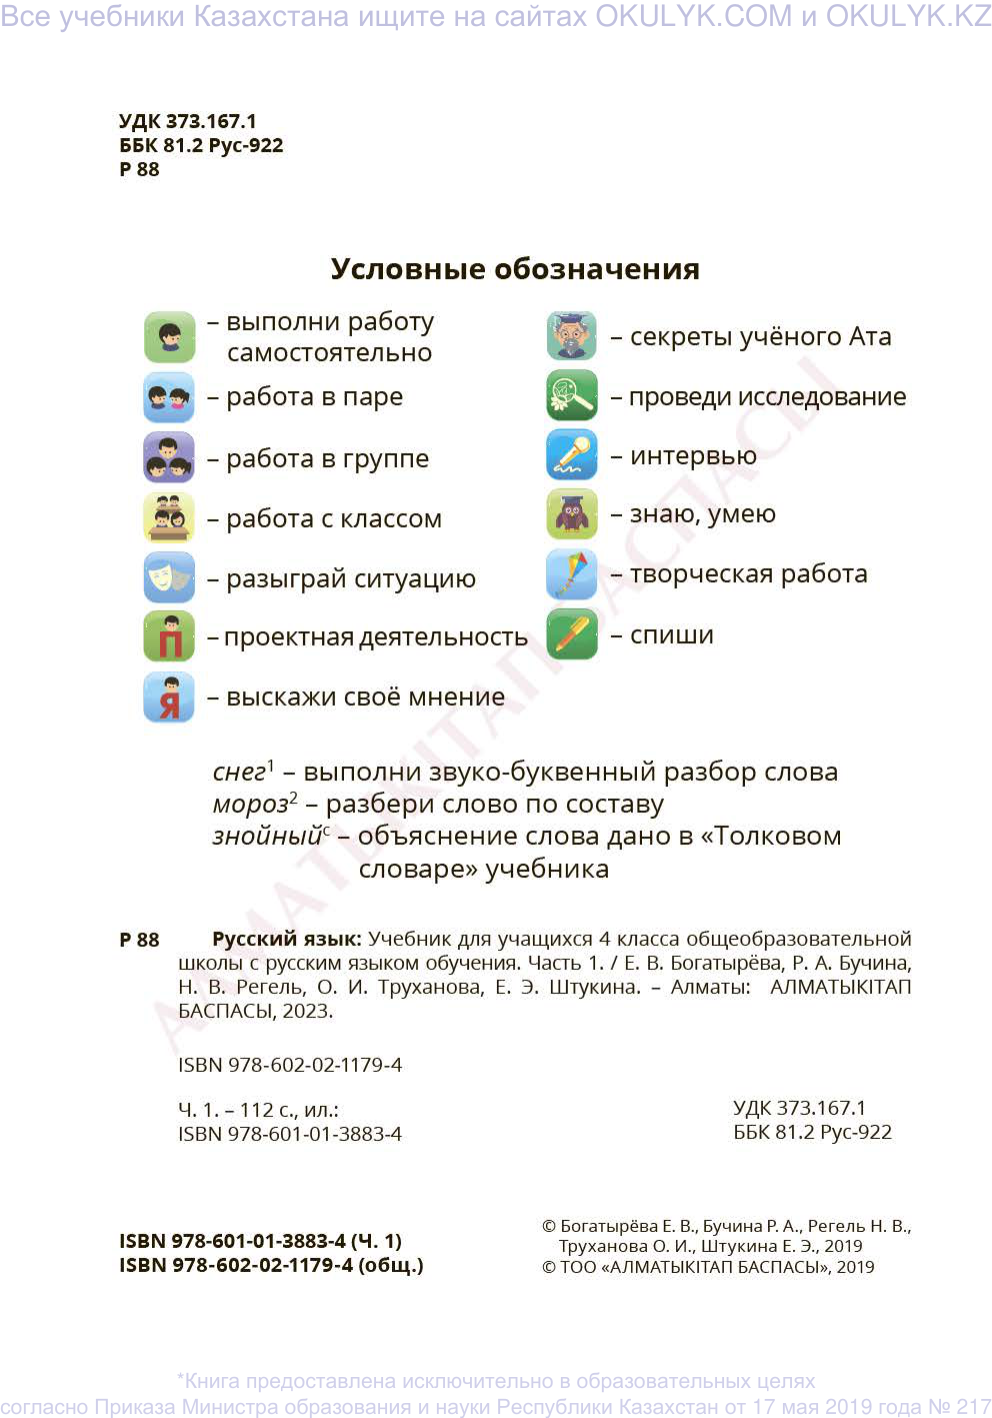 Все учебники Казахстана ищите на сайтах OKULYK.COM и OKULYK.KZ
УДК 373.167.1
ББК 81.2 Рус-922
Р 88
Условные обозначения
– выполни работу
самостоятельно
– работа в паре
– работа в группе
– работа с классом
– разыграй ситуацию
П
– проектная деятельность
Я
– выскажи своё мнение
– секреты учёного Ата
– проведи исследование
– интервью
– знаю, умею
– творческая работа
– спиши
снег¹ – выполни звуко-буквенный разбор слова
мороз² – разбери слово по составу
знойныйᶜ – объяснение слова дано в «Толковом
словаре» учебника
Р 88 Русский язык: Учебник для учащихся 4 класса общеобразовательной
школы с русским языком обучения. Часть 1. / Е. В. Богатырёва, Р. А. Бучина,
Н. В. Регель, О. И. Труханова, Е. Э. Штукина. – Алматы: АЛМАТЫКІТАП
БАСПАСЫ, 2023.
ISBN 978-602-02-1179-4
Ч. 1. – 112 с., ил.:
ISBN 978-601-01-3883-4
УДК 373.167.1
ББК 81.2 Рус-922
ISBN 978-601-01-3883-4 (Ч. 1)
ISBN 978-602-02-1179-4 (общ.)
© Богатырёва Е. В., Бучина Р. А., Регель Н. В.,
Труханова О. И., Штукина Е. Э., 2019
© ТОО «АЛМАТЫКІТАП БАСПАСЫ», 2019
АЛМАТЫКІТАП БАСПАСЫ
*Книга предоставлена исключительно в образовательных целях
согласно Приказа Министра образования и науки Республики Казахстан от 17 мая 2019 года № 217